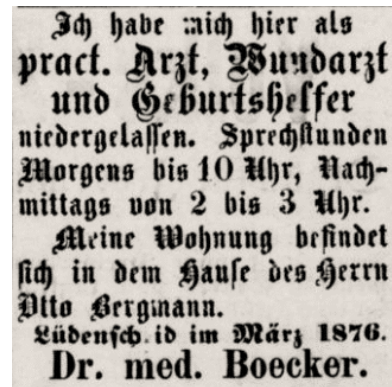 Ich habe mich hier als
pract. Arzt, Wundarzt
und Geburtshelfer
niedergelassen. Sprechstunden
Morgens bis 10 Uhr, Nach-
mittags von 2 bis 3 Uhr.
Meine Wohnung befindet
sich in dem Hause des Herrn
Otto Bergmann.
Lüdensch.id im März 1876.
Dr. med. Boecker.